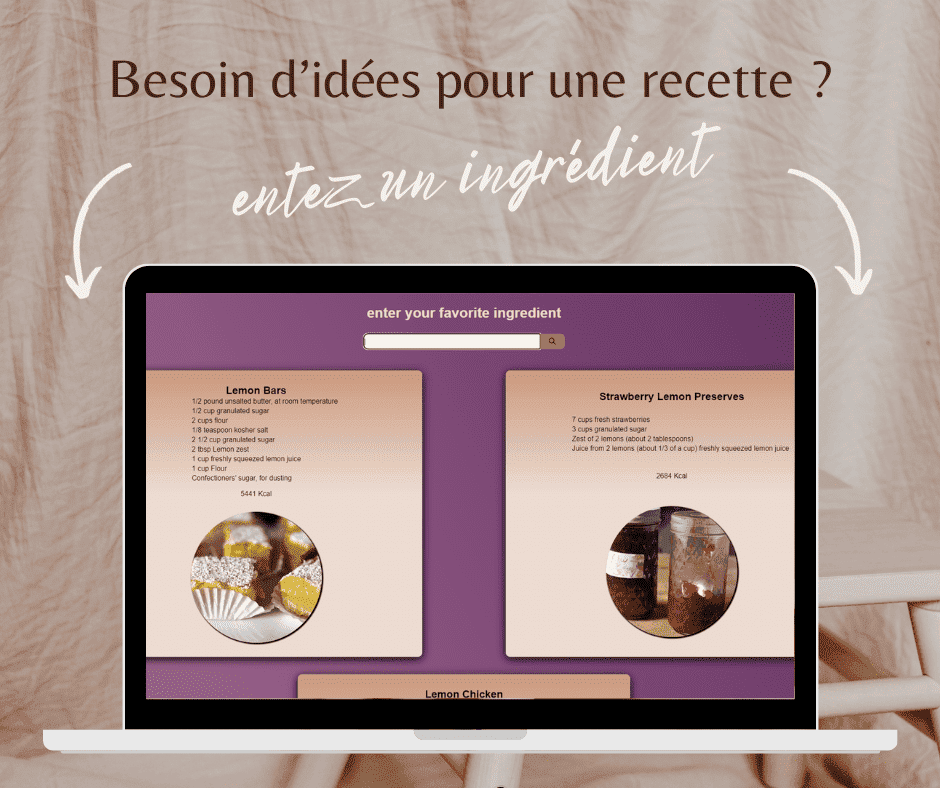 Besoin d'idées pour une recette ?
entez un ingrédient
enter your favorite ingredient
Lemon Bars
1/2 pound unsalted butter, at room temperature
1/2 cup granulated sugar
2 cups flour
1/8 teaspoon kosher salt
2 1/2 cup granulated sugar
2 tbsp Lemon zest
1 cup freshly squeezed lemon juice
1 cup Flour
Confectioners' sugar, for dusting
5441 Kcal
Strawberry Lemon Preserves
7 cups fresh strawberries
3 cups granulated sugar
Zest of 2 lemons (about 2 tablespoons)
Juice from 2 lemons (about 1/3 of a cup) freshly squeezed lemon juice
2684 Kcal
Lemon Chicken